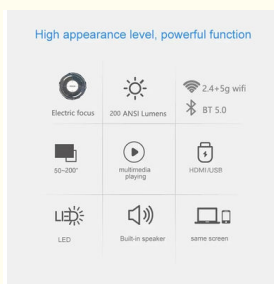 High appearance level, powerful function
2.4+5g wifi
BT 5.0
Electric focus
200 ANSI Lumens
50~200"
multimedia
playing
HDMI/USB
LED
LED
Built-in speaker
same screen